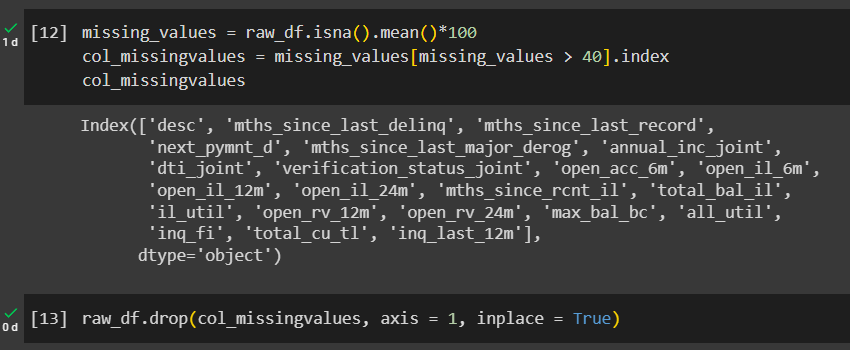 [12] missing_values = raw_df.isna().mean()*100
1d
col_missingvalues = missing_values[missing_values > 40].index
col_missingvalues
Index(['desc', 'mths_since_last_delinq', 'mths_since_last_record',
'next_pymnt_d', 'mths_since_last_major_derog', 'annual_inc_joint',
'dti_joint', 'verification_status_joint', 'open_acc_6m', 'open_il_6m',
'open_il_12m', 'open_il_24m', 'mths_since_rcnt_il', 'total_bal_il',
'il_util', 'open_rv_12m', 'open_rv_24m', 'max_bal_bc', 'all_util',
'inq_fi', 'total_cu_tl', 'inq_last_12m'],
dtype='object')
[13] raw_df.drop(col_missingvalues, axis = 1, inplace = True)
0d